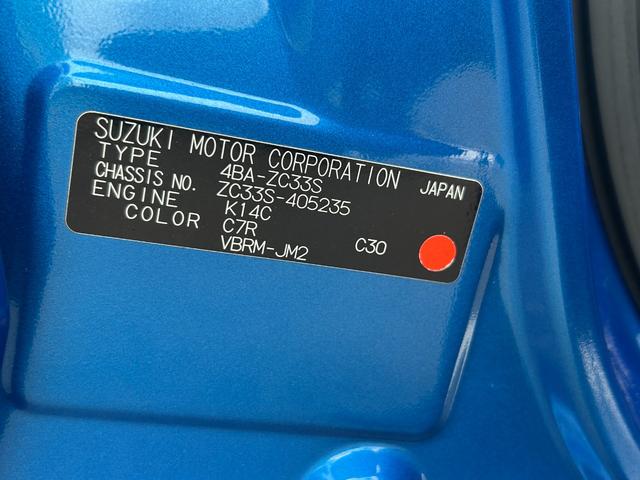 SUZUKI MOTOR CORPORATION JAPAN
TYPE 4BA-ZC33S
CHASSIS NO. ZC33S-405235
ENGINE K14C
COLOR C7R
VBRM-JM2 C30